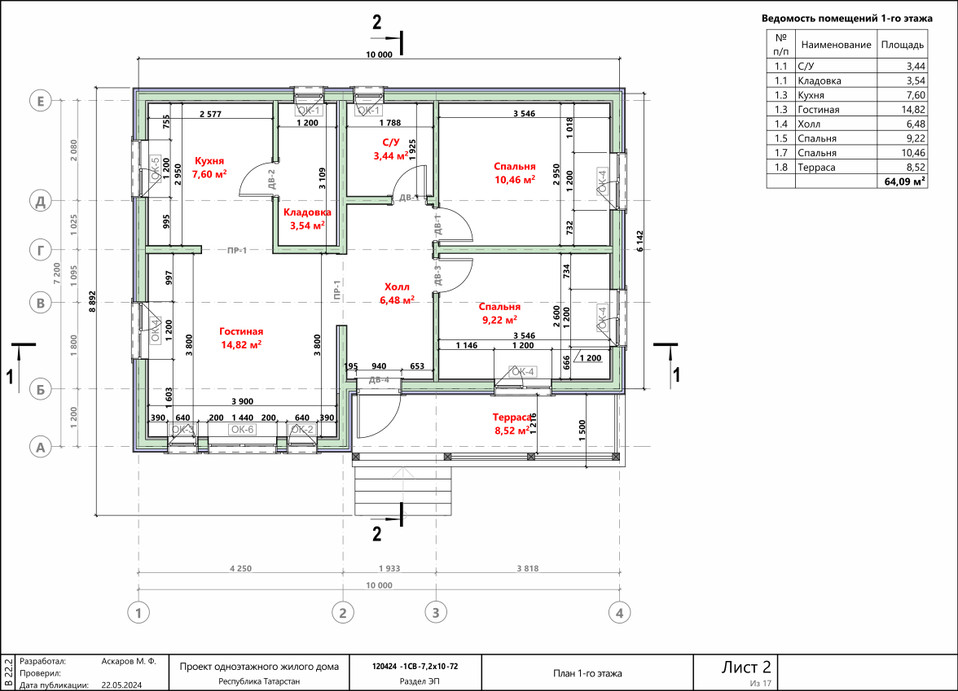 Ведомость помещений 1-го этажа
№ п/п Наименование Площадь
1.1 С/У 3,44
1.1 Кладовка 3,54
1.3 Кухня 7,60
1.3 Гостиная 14,82
1.4 Холл 6,48
1.5 Спальня 9,22
1.7 Спальня 10,46
1.8 Терраса 8,52
64,09 м²
2
10 000
Е
Д
Г
В
Б
А
2 080
1 025
1 095
1 800
1 200
7 200
8 892
6 142
2 577
1 200
1 788
3 546
ОК-1
ОК-1
755
1 200
995
2 950
ОК-5
Кухня
7,60 м²
ДВ-2
3 109
Кладовка
3,54 м²
С/У
3,44 м²
1 925
ДВ-1
ДВ-1
Спальня
10,46 м²
1 018
2 950
1 200
732
ОК-4
ПР-1
ПР-1
997
1 200
1 603
3 800
ОК-4
Гостиная
14,82 м²
3 800
3 900
Холл
6,48 м²
ДВ-3
Спальня
9,22 м²
734
2 600
1 200
666
ОК-4
3 546
1 146
1 200
1 200
ОК-4
195
940
653
ДВ-4
390
640
200
1 440
200
640
390
ОК-3
ОК-6
ОК-2
Терраса
8,52 м²
1 216
1 500
1
1
2
4 250
1 933
3 818
10 000
1
2
3
4
В 22.2
Разработал: Аскаров М. Ф.
Проверил:
Дата публикации: 22.05.2024
Проект одноэтажного жилого дома
Республика Татарстан
120424 -1СВ-7,2х10-72
Раздел ЭП
План 1-го этажа
Лист 2
Из 17